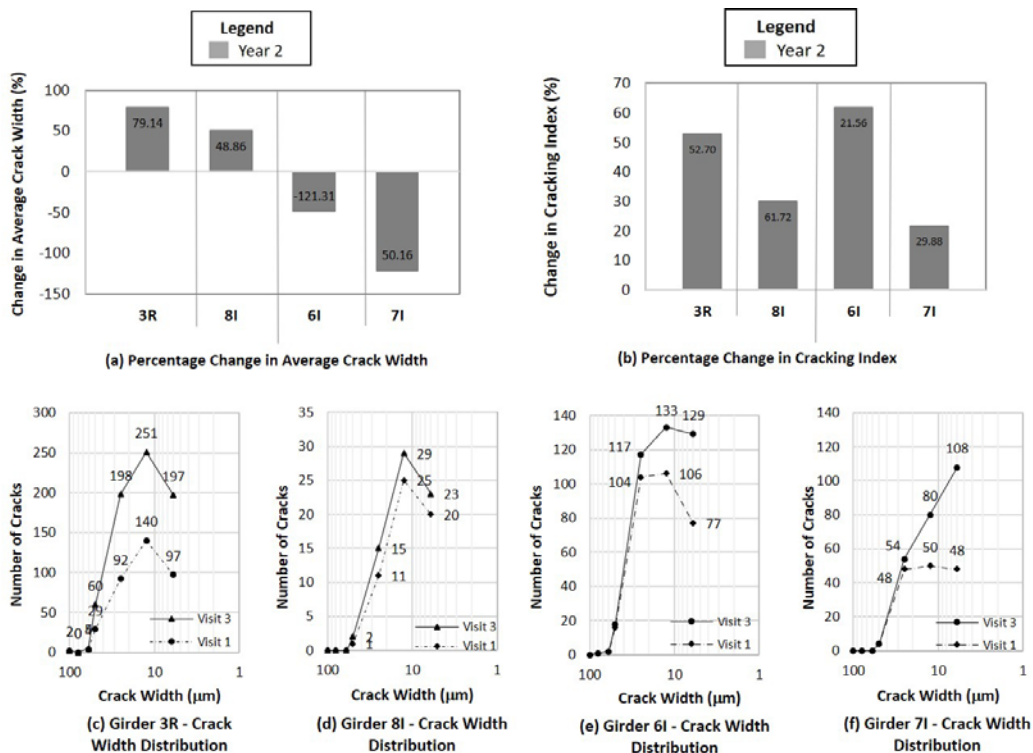 Legend
Year 2
Change in Average Crack Width (%)
100
50
0
-50
-100
-150
79.14
48.86
-121.31
50.16
3R
8I
6I
7I
(a) Percentage Change in Average Crack Width
Legend
Year 2
Change in Cracking Index (%)
70
60
50
40
30
20
10
0
52.70
61.72
21.56
29.88
3R
8I
6I
7I
(b) Percentage Change in Cracking Index
Number of Cracks
300
250
200
150
100
50
0
251
198
197
140
92
97
60
29
20
Visit 3
Visit 1
100
10
1
Crack Width (µm)
(c) Girder 3R - Crack
Width Distribution
Number of Cracks
35
30
25
20
15
10
5
0
29
25
23
20
15
11
2
1
Visit 3
Visit 1
100
10
1
Crack Width (µm)
(d) Girder 8I - Crack Width
Distribution
Number of Cracks
140
120
100
80
60
40
20
0
133
129
117
104
106
77
Visit 3
Visit 1
100
10
1
Crack Width (µm)
(e) Girder 6I - Crack Width
Distribution
Number of Cracks
140
120
100
80
60
40
20
0
108
80
54
50
48
48
Visit 3
Visit 1
100
10
1
Crack Width (µm)
(f) Girder 7I - Crack Width
Distribution